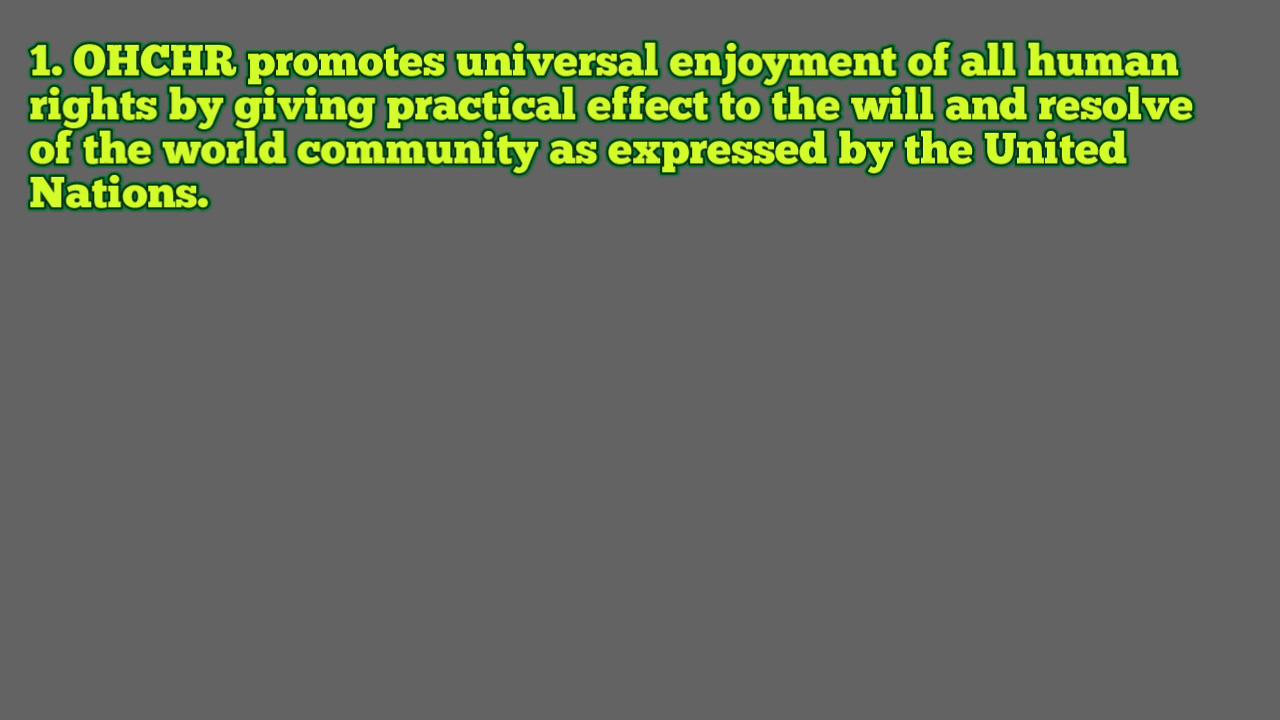 1. OHCHR promotes universal enjoyment of all human
rights by giving practical effect to the will and resolve
of the world community as expressed by the United
Nations.